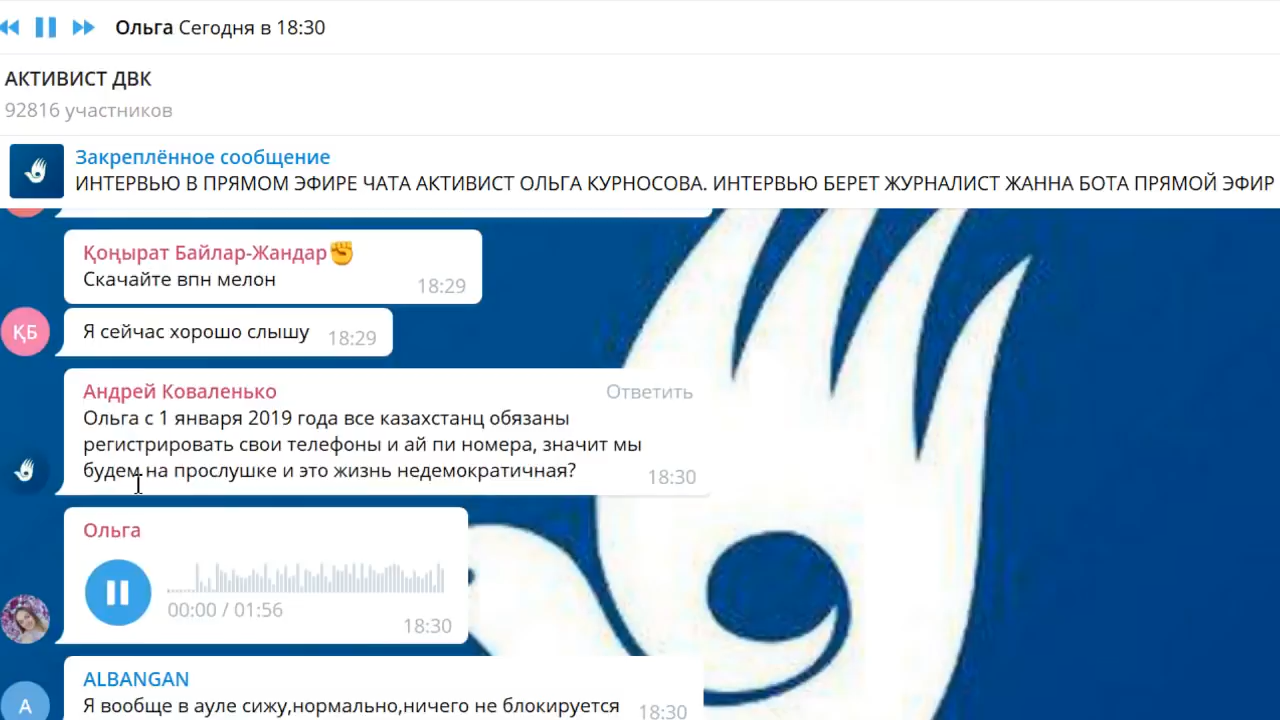 Ольга Сегодня в 18:30
АКТИВИСТ ДВК
92816 участников
Закреплённое сообщение
ИНТЕРВЬЮ В ПРЯМОМ ЭФИРЕ ЧАТА АКТИВИСТ ОЛЬГА КУРНОСОВА. ИНТЕРВЬЮ БЕРЕТ ЖУРНАЛИСТ ЖАННА БОТА ПРЯМОЙ ЭФИР
Қоңырат Байлар-Жандар✊
Скачайте впн мелон
18:29
ҚБ
Я сейчас хорошо слышу
18:29
Андрей Коваленько
Ответить
Ольга с 1 января 2019 года все казахстанц обязаны
регистрировать свои телефоны и ай пи номера, значит мы
будем на прослушке и это жизнь недемократичная?
18:30
Ольга
00:00 / 01:56
18:30
ALBANGAN
А
Я вообще в ауле сижу,нормально,ничего не блокируется
18:30